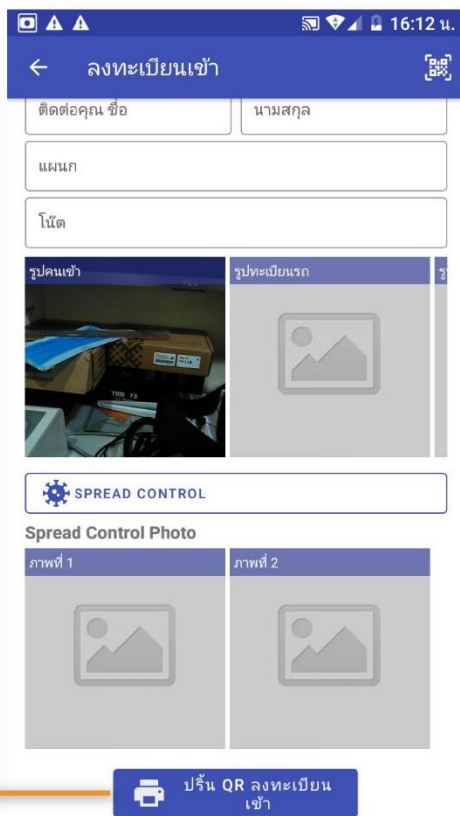 16:12 น.
ลงทะเบียนเข้า
ติดต่อคุณ ชื่อ นามสกุล
แผนก
โน๊ต
รูปคนเข้า รูปทะเบียนรถ รู
SPREAD CONTROL
Spread Control Photo
ภาพที่ 1 ภาพที่ 2
ปริ้น QR ลงทะเบียน
เข้า